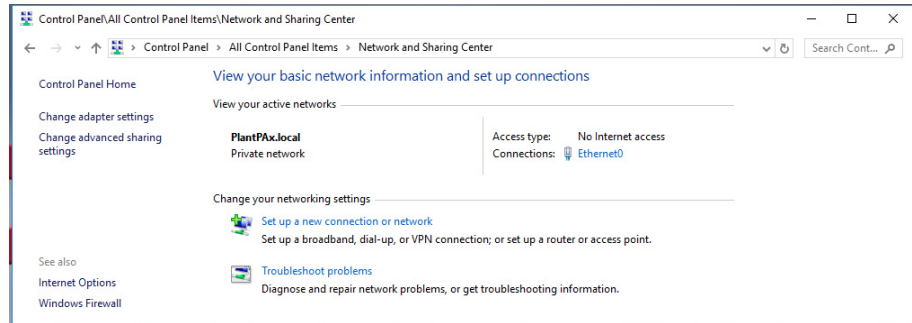 Control Panel\All Control Panel Items\Network and Sharing Center
Control Panel > All Control Panel Items > Network and Sharing Center
Search Cont...
Control Panel Home
Change adapter settings
Change advanced sharing
settings
See also
Internet Options
Windows Firewall
View your basic network information and set up connections
View your active networks
PlantPAx.local
Private network
Access type: No Internet access
Connections: Ethernet0
Change your networking settings
Set up a new connection or network
Set up a broadband, dial-up, or VPN connection; or set up a router or access point.
Troubleshoot problems
Diagnose and repair network problems, or get troubleshooting information.